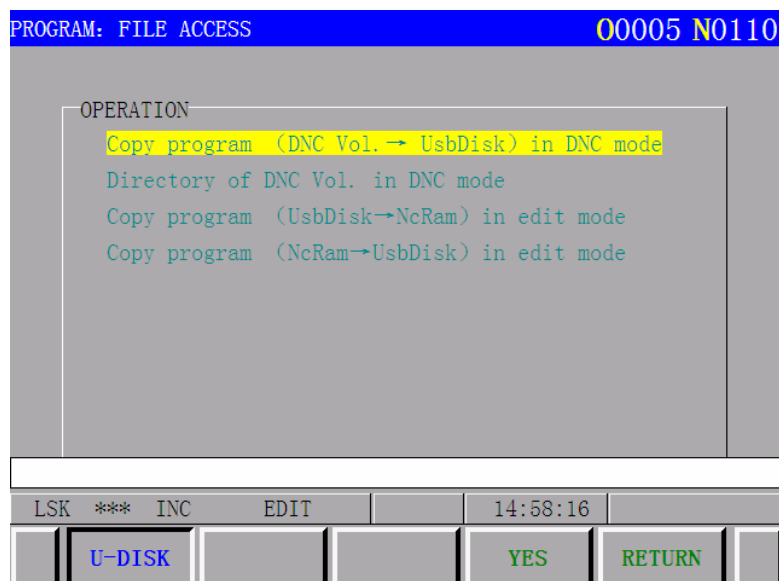 PROGRAM: FILE ACCESS O0005 N0110
OPERATION
Copy program (DNC Vol.→ UsbDisk) in DNC mode
Directory of DNC Vol. in DNC mode
Copy program (UsbDisk→NcRam) in edit mode
Copy program (NcRam→UsbDisk) in edit mode
LSK *** INC EDIT 14:58:16
U-DISK YES RETURN